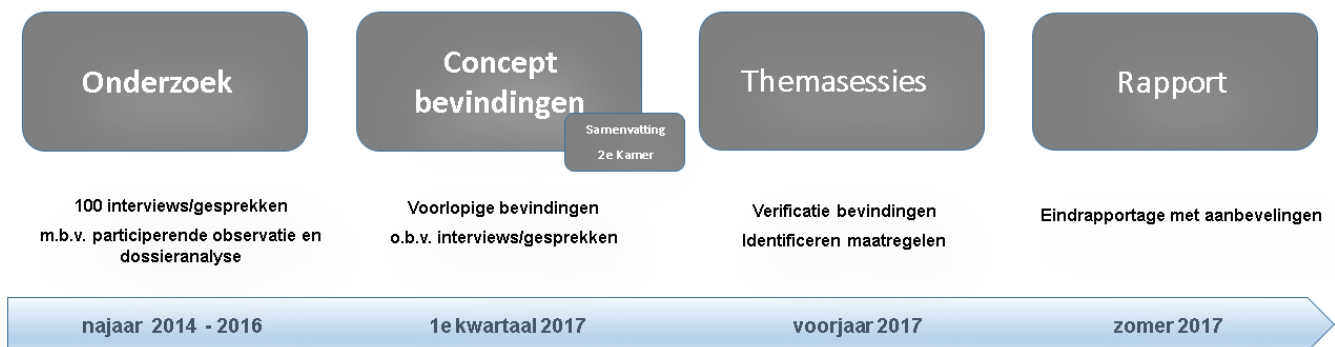 Onderzoek
Concept
bevindingen
Samenvatting
2e Kamer
Themasessies
Rapport
100 interviews/gesprekken
m.b.v. participerende observatie en
dossieranalyse
Voorlopige bevindingen
o.b.v. interviews/gesprekken
Verificatie bevindingen
Identificeren maatregelen
Eindrapportage met aanbevelingen
najaar 2014 - 2016
1e kwartaal 2017
voorjaar 2017
zomer 2017